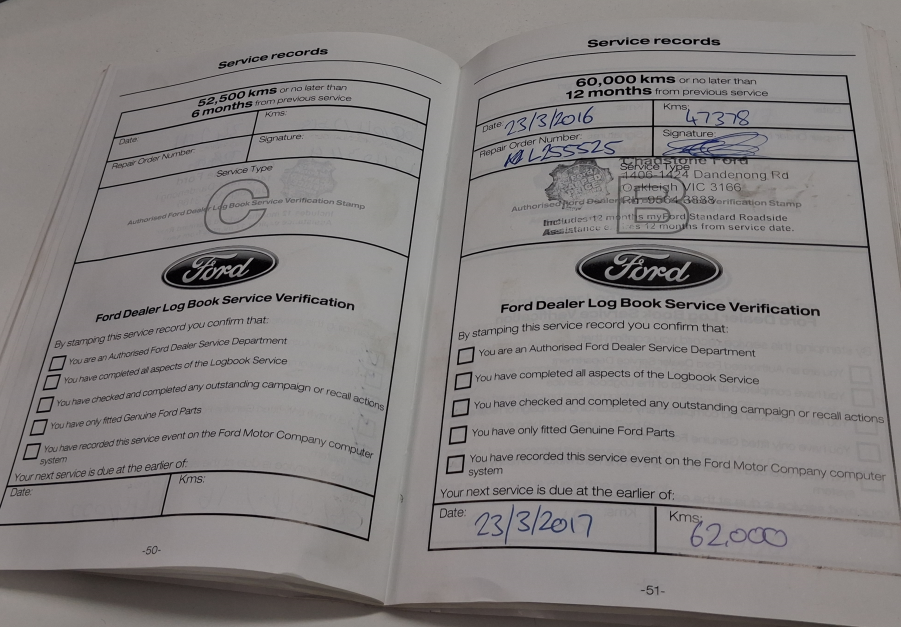 Service records
52,500 kms or no later than
6 months from previous service
Date
Kms:
Repair Order Number:
Signature:
Service Type
C
Authorised Ford Dealer Log Book Service Verification Stamp
Ford
Ford Dealer Log Book Service Verification
By stamping this service record you confirm that:
You are an Authorised Ford Dealer Service Department
You have completed all aspects of the Logbook Service
You have checked and completed any outstanding campaign or recall actions
You have only fitted Genuine Ford Parts
You have recorded this service event on the Ford Motor Company computer
system
Your next service is due at the earlier of:
Date:
Kms:
-50-
Service records
60,000 kms or no later than
12 months from previous service
Date 23/3/2016
Kms: 47378
Repair Order Number: L255525
Signature:
Service Type
B
Chadstone Ford
1406-1424 Dandenong Rd
Oakleigh VIC 3166
Ph 9564 3888
Authorised Ford Dealer Verification Stamp
Includes 12 months myFord Standard Roadside
Assistance 12 months from service date.
Ford
Ford Dealer Log Book Service Verification
By stamping this service record you confirm that:
You are an Authorised Ford Dealer Service Department
You have completed all aspects of the Logbook Service
You have checked and completed any outstanding campaign or recall actions
You have only fitted Genuine Ford Parts
You have recorded this service event on the Ford Motor Company computer
system
Your next service is due at the earlier of:
Date: 23/3/2017
Kms: 62,000
-51-